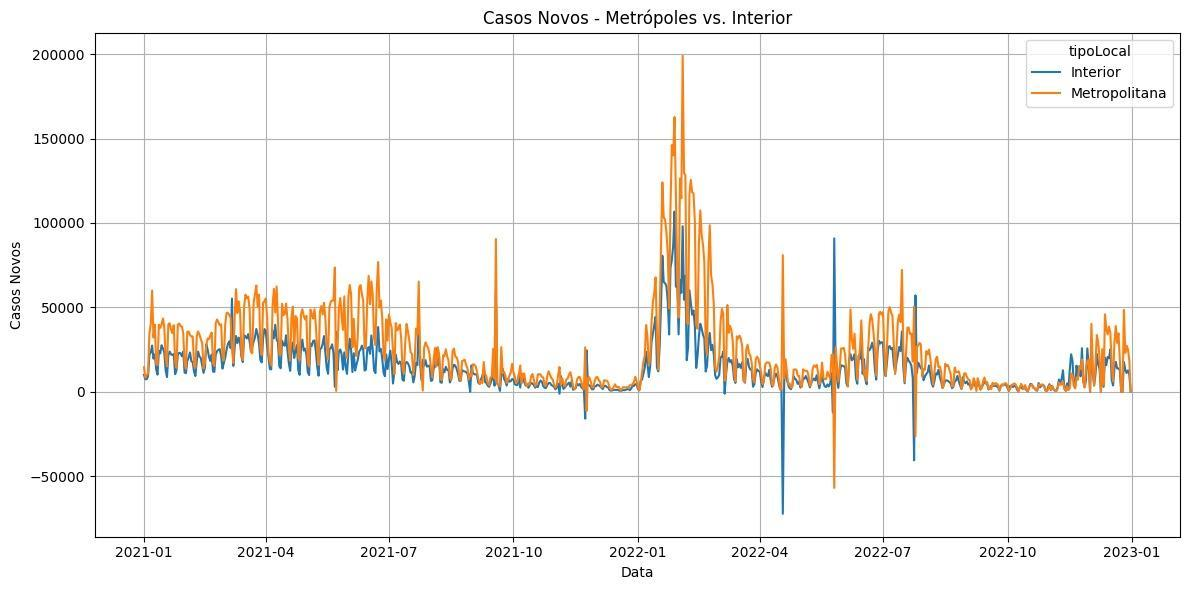 Casos Novos - Metrópoles vs. Interior
tipoLocal
Interior
Metropolitana
Casos Novos
200000
150000
100000
50000
0
−50000
2021-01
2021-04
2021-07
2021-10
2022-01
2022-04
2022-07
2022-10
2023-01
Data